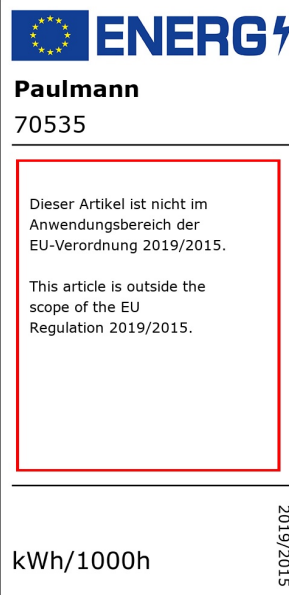 ENERG
Paulmann
70535
Dieser Artikel ist nicht im
Anwendungsbereich der
EU-Verordnung 2019/2015.
This article is outside the
scope of the EU
Regulation 2019/2015.
kWh/1000h
2019/2015